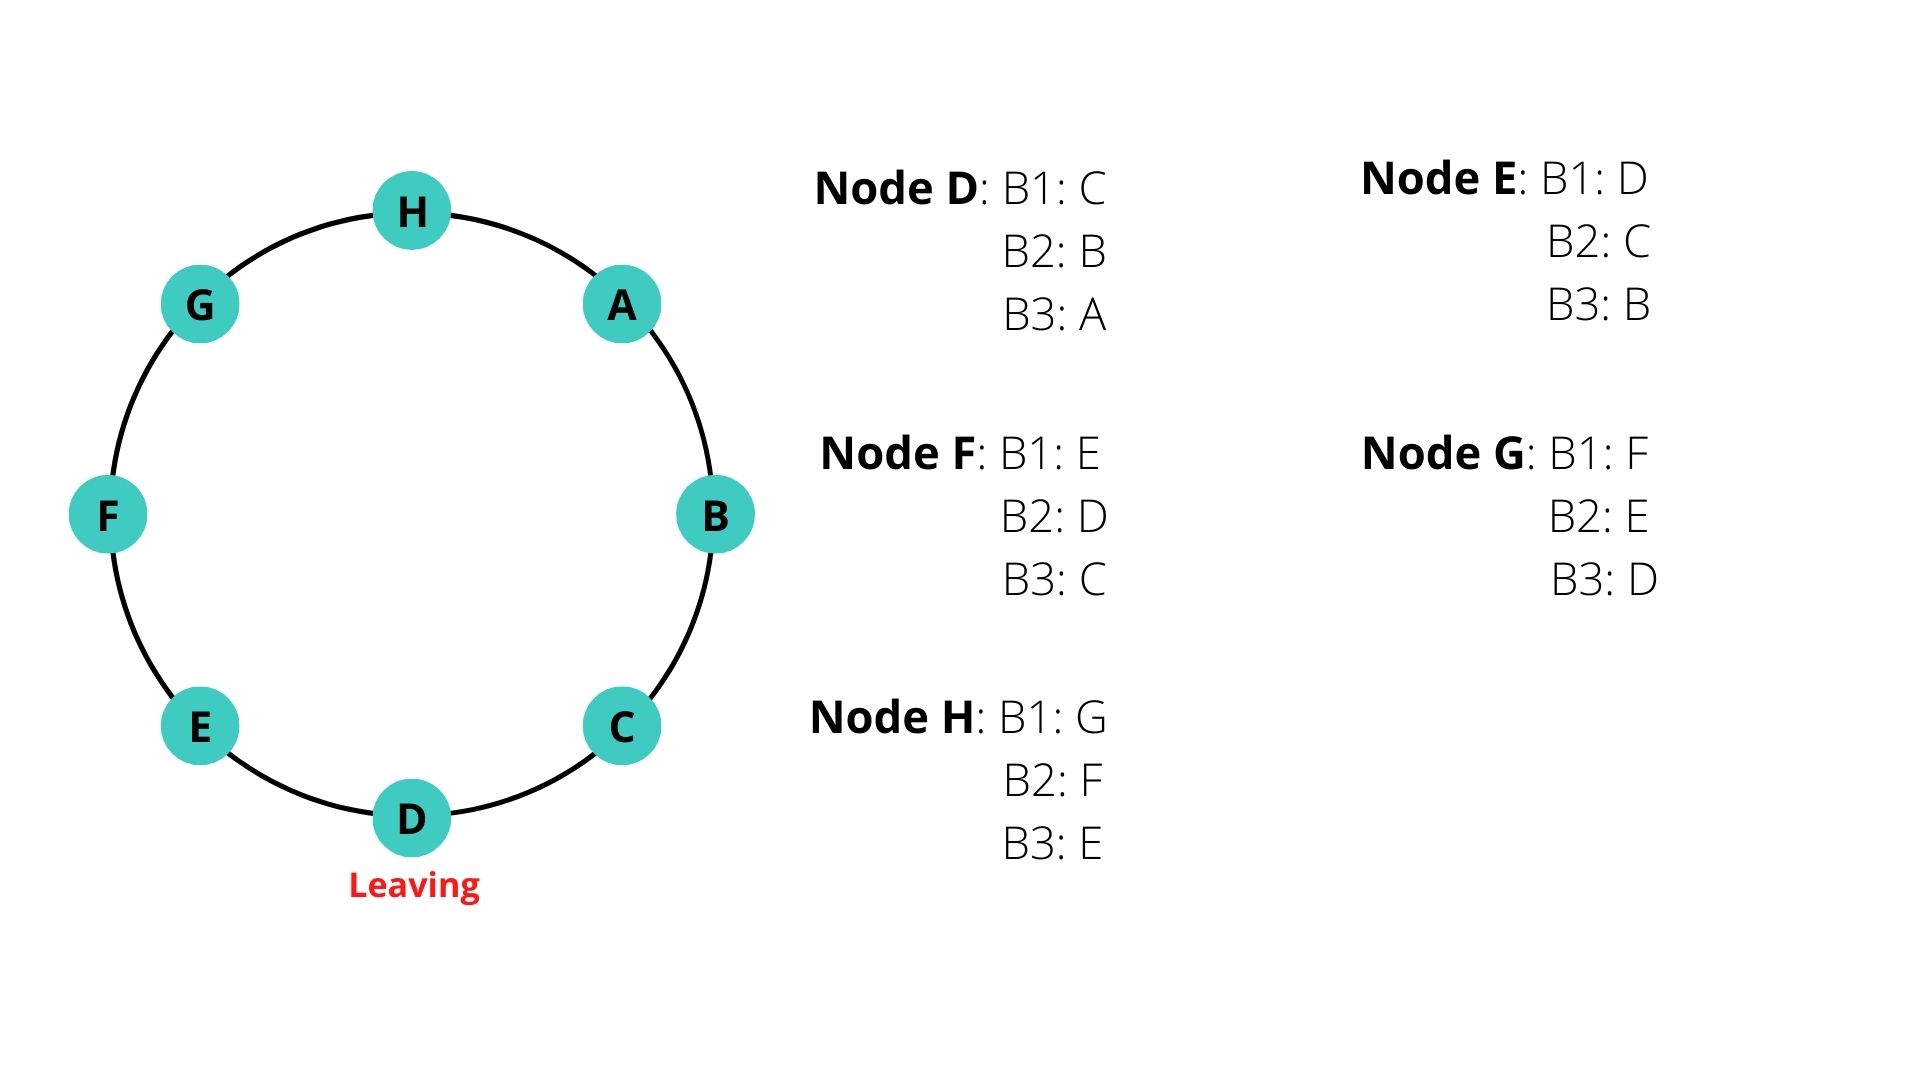 H
G
A
F
B
E
C
D
Leaving
Node D: B1: C
B2: B
B3: A
Node E: B1: D
B2: C
B3: B
Node F: B1: E
B2: D
B3: C
Node G: B1: F
B2: E
B3: D
Node H: B1: G
B2: F
B3: E